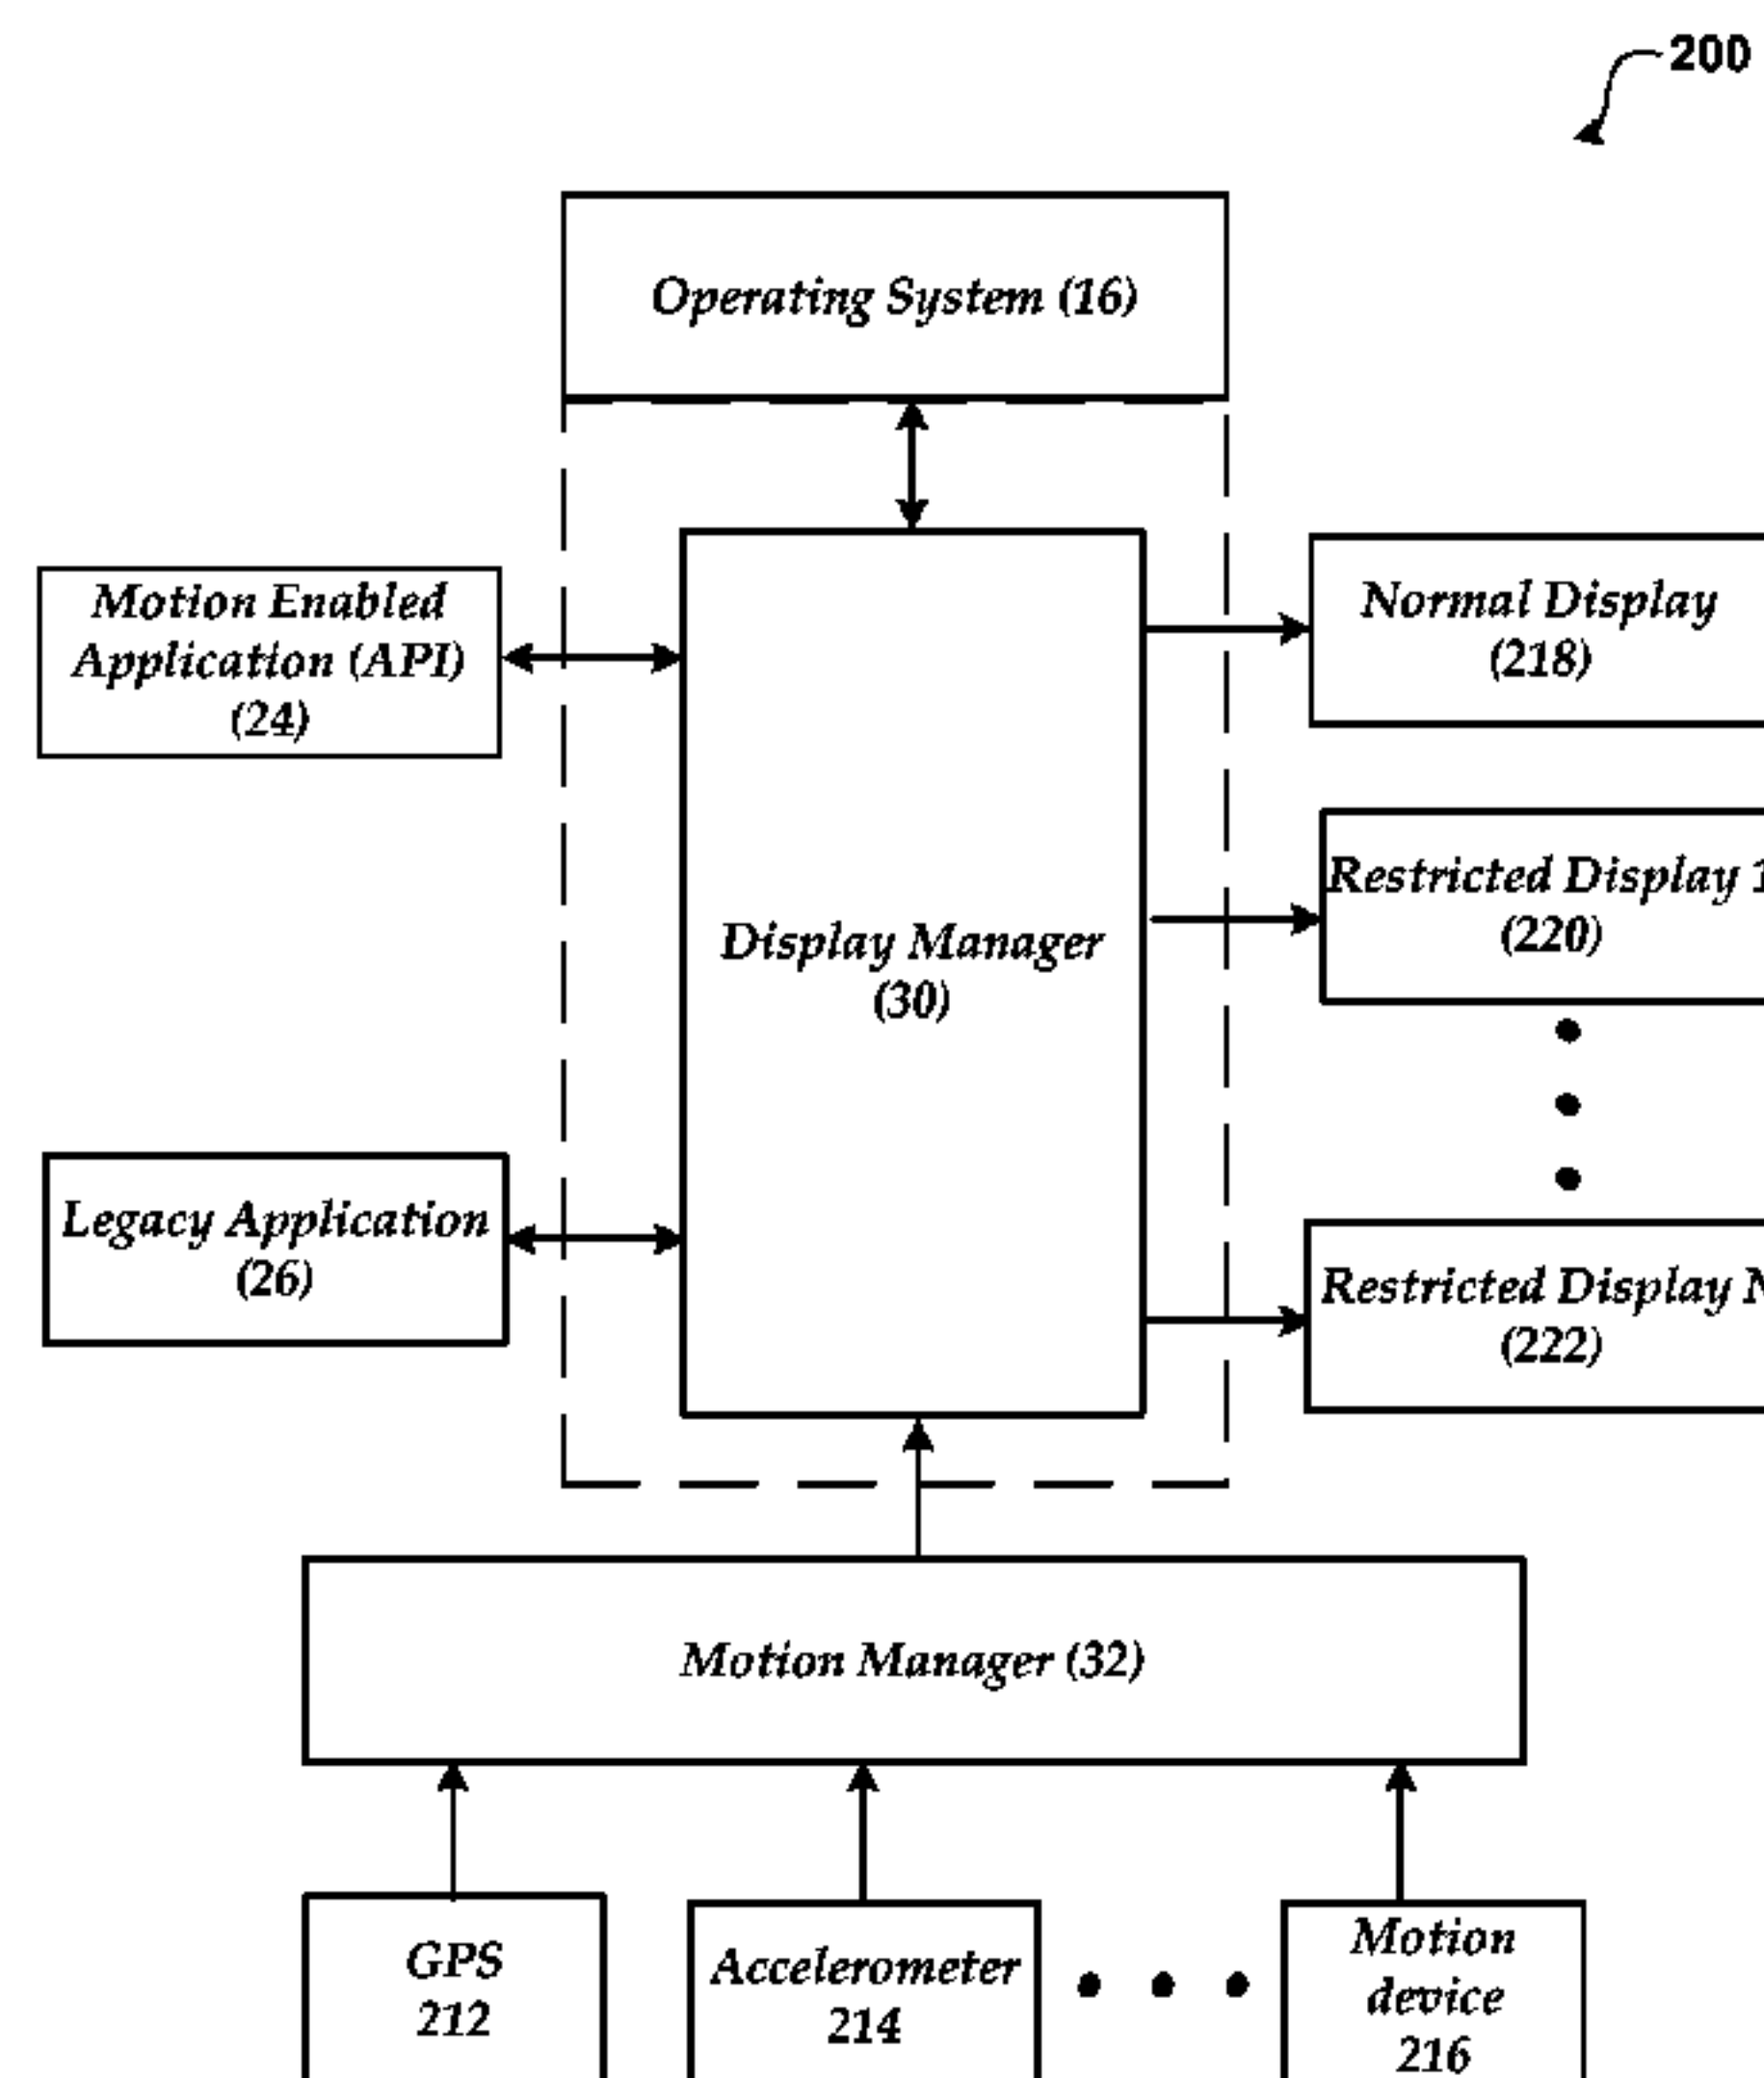 200
Operating System (16)
Motion Enabled
Application (API)
(24)
Normal Display
(218)
Restricted Display 1
(220)
Display Manager
(30)
Legacy Application
(26)
Restricted Display N
(222)
Motion Manager (32)
GPS
212
Accelerometer
214
Motion
device
216